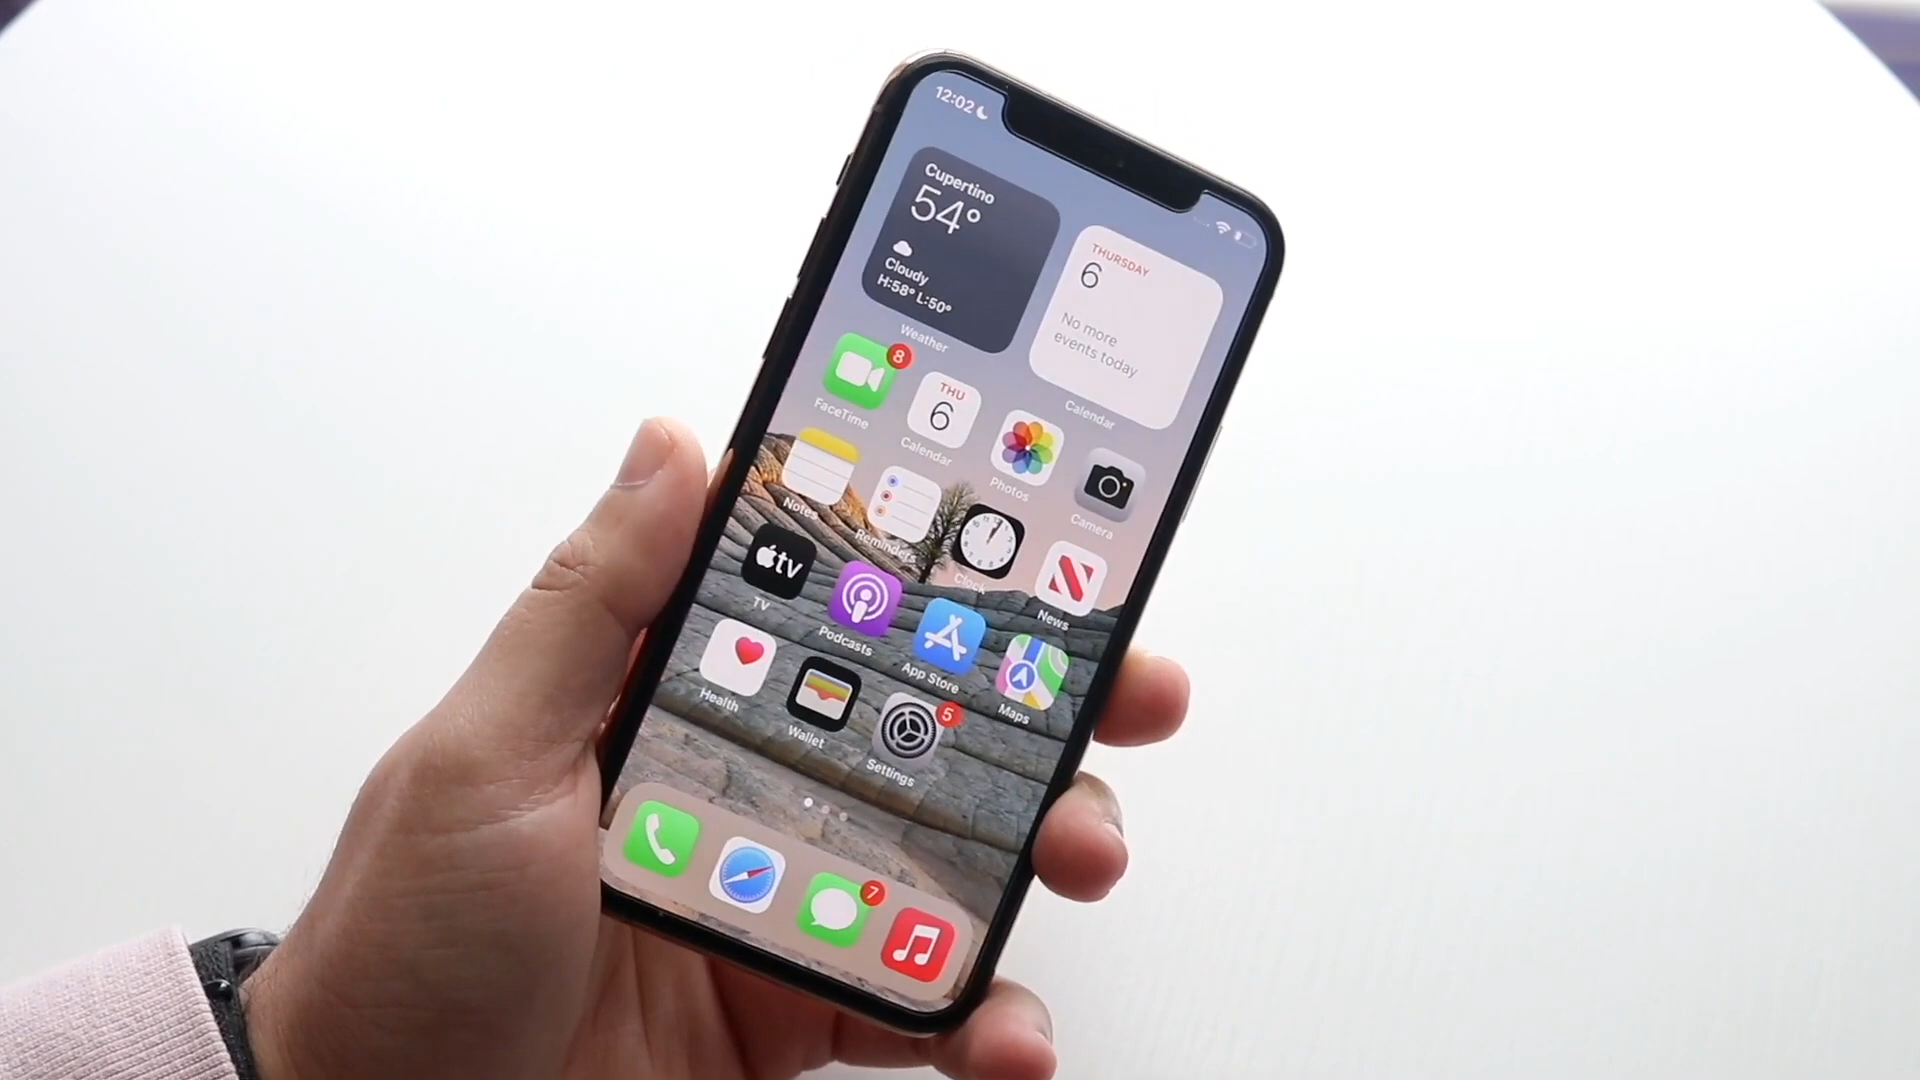 12:02
Cupertino
54°
Cloudy
H:58° L:50°
Weather
THURSDAY
6
No more
events today
Calendar
8
FaceTime
THU
6
Calendar
Photos
Camera
Notes
Reminders
Clock
News
tv
TV
Podcasts
App Store
Maps
Health
Wallet
5
Settings
7